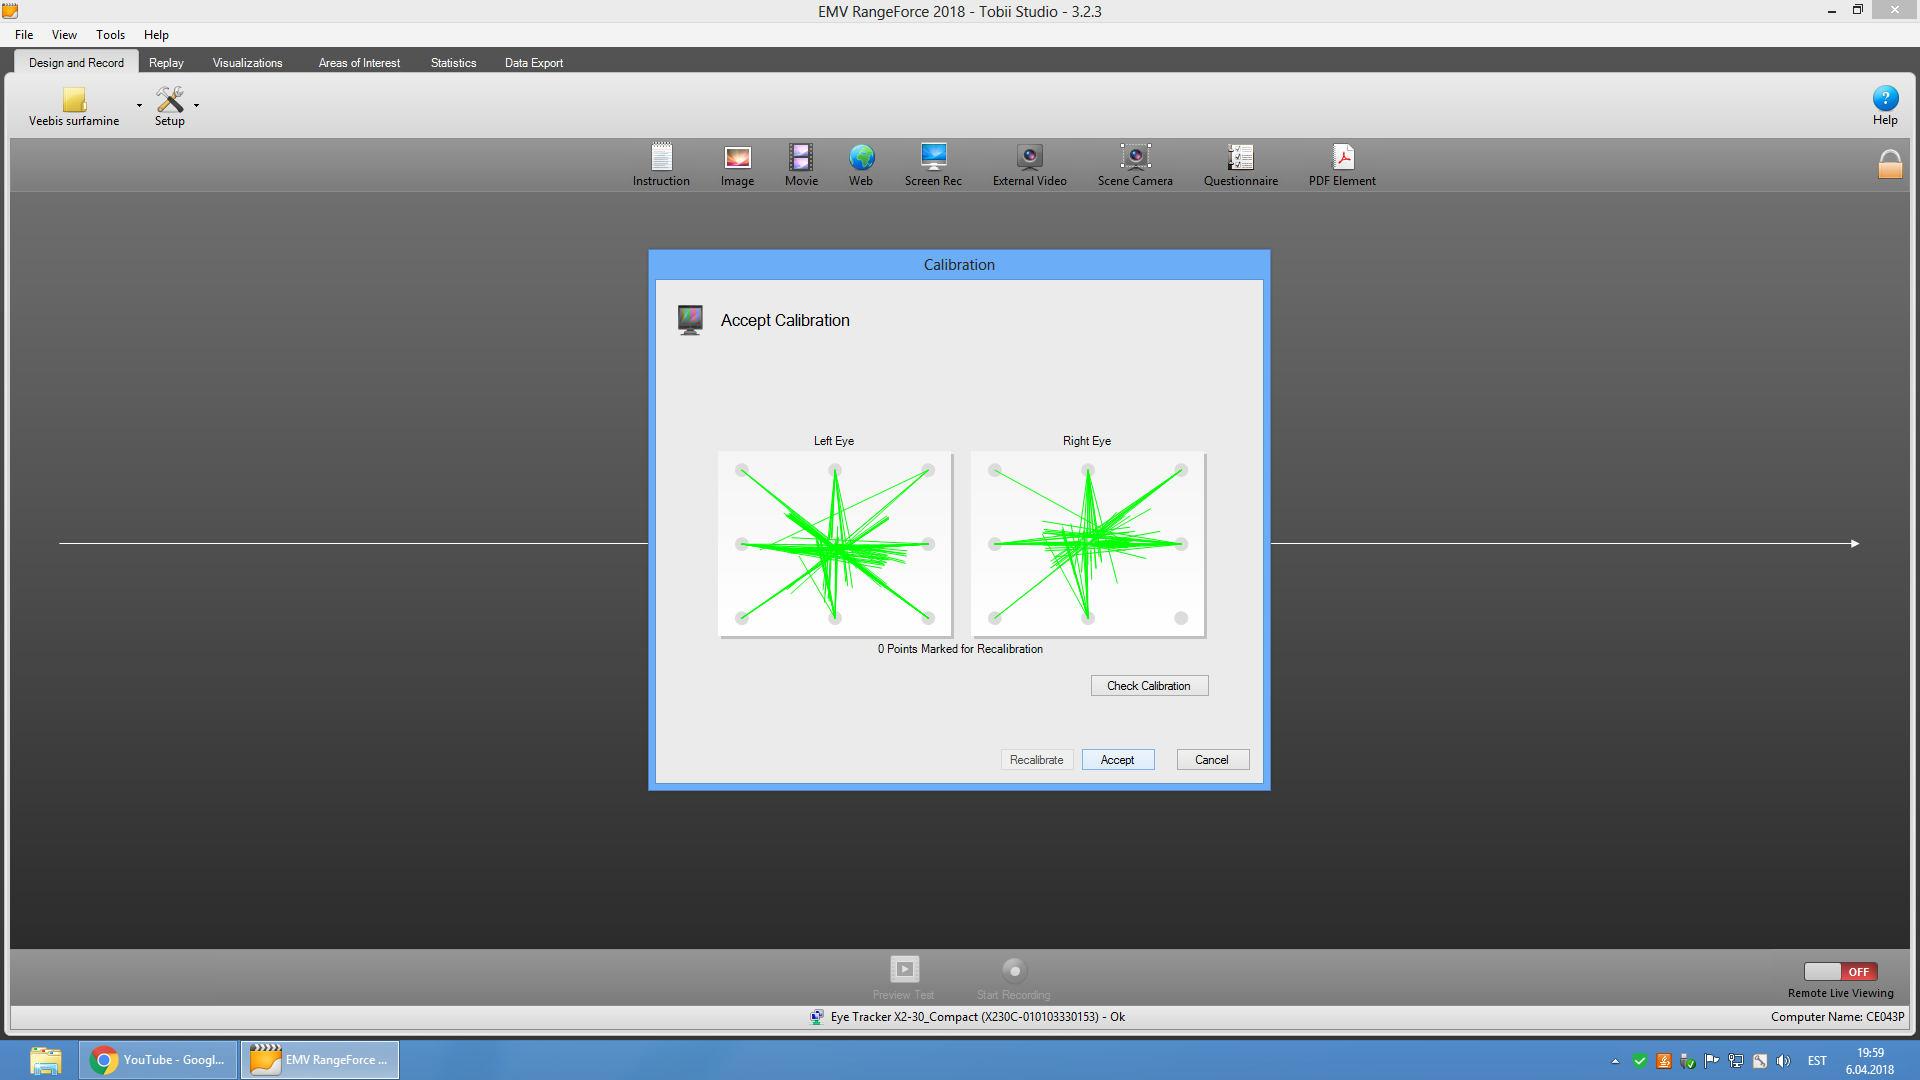 EMV RangeForce 2018 - Tobii Studio - 3.2.3
File View Tools Help
Design and Record Replay Visualizations Areas of Interest Statistics Data Export
Veebis surfamine Setup Help
Instruction Image Movie Web Screen Rec External Video Scene Camera Questionnaire PDF Element
Calibration
Accept Calibration
Left Eye Right Eye
0 Points Marked for Recalibration
Check Calibration
Recalibrate Accept Cancel
Preview Test Start Recording
OFF
Remote Live Viewing
Eye Tracker X2-30_Compact (X230C-010103330153) - Ok
Computer Name: CE043P
YouTube - Googl... EMV RangeForce ... EST
19:59
6.04.2018